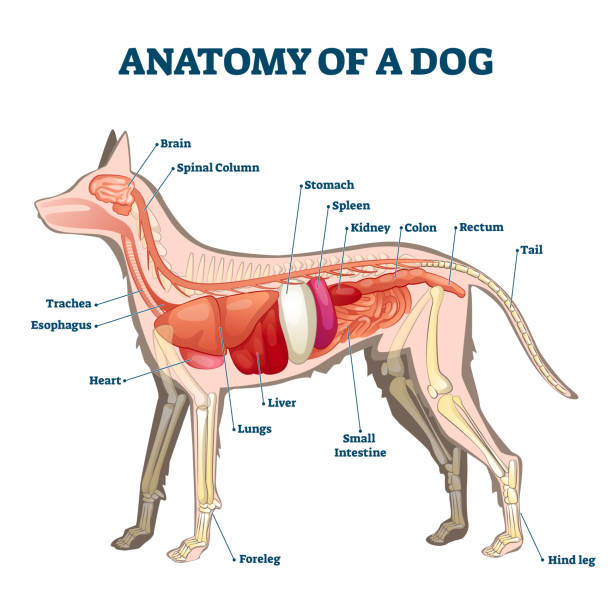 ANATOMY OF A DOG
Brain
Spinal Column
Stomach
Spleen
Kidney
Colon
Rectum
Tail
Trachea
Esophagus
Heart
Liver
Lungs
Small
Intestine
Foreleg
Hind leg